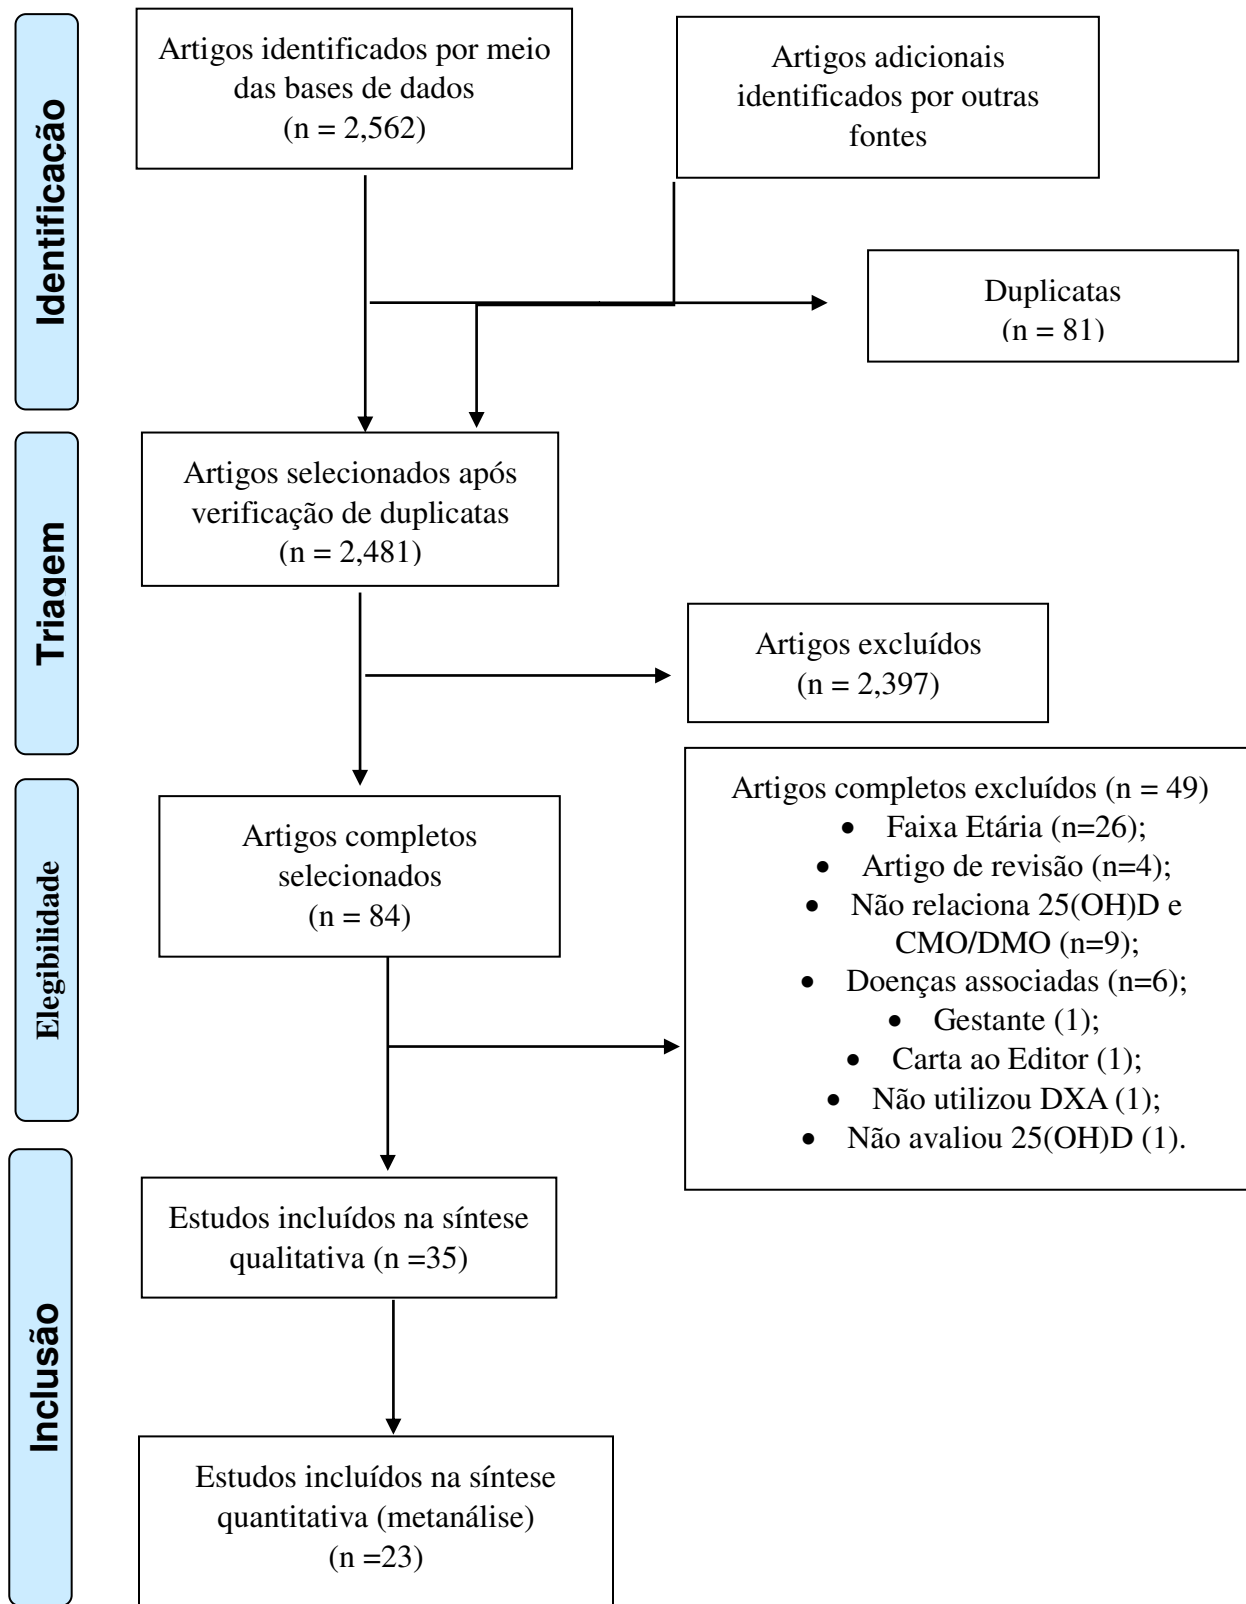 Identificação
Artigos identificados por meio
das bases de dados
(n = 2,562)
Artigos adicionais
identificados por outras
fontes
Duplicatas
(n = 81)
Triagem
Artigos selecionados após
verificação de duplicatas
(n = 2,481)
Artigos excluídos
(n = 2,397)
Elegibilidade
Artigos completos
selecionados
(n = 84)
Artigos completos excluídos (n = 49)
• Faixa Etária (n=26);
• Artigo de revisão (n=4);
• Não relaciona 25(OH)D e
CMO/DMO (n=9);
• Doenças associadas (n=6);
• Gestante (1);
• Carta ao Editor (1);
• Não utilizou DXA (1);
• Não avaliou 25(OH)D (1).
Inclusão
Estudos incluídos na síntese
qualitativa (n =35)
Estudos incluídos na síntese
quantitativa (metanálise)
(n =23)